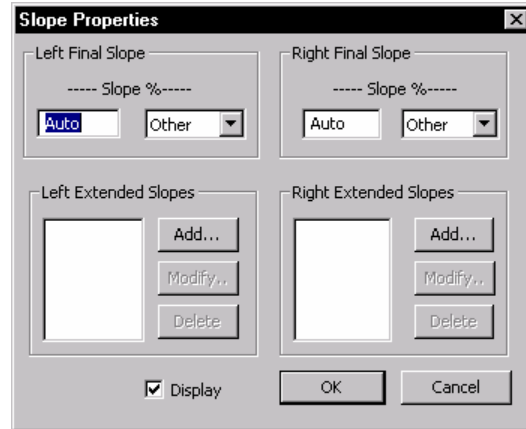 Slope Properties
Left Final Slope
----- Slope %-----
Auto Other
Right Final Slope
----- Slope %-----
Auto Other
Left Extended Slopes
Add...
Modify..
Delete
Right Extended Slopes
Add...
Modify..
Delete
Display
OK
Cancel